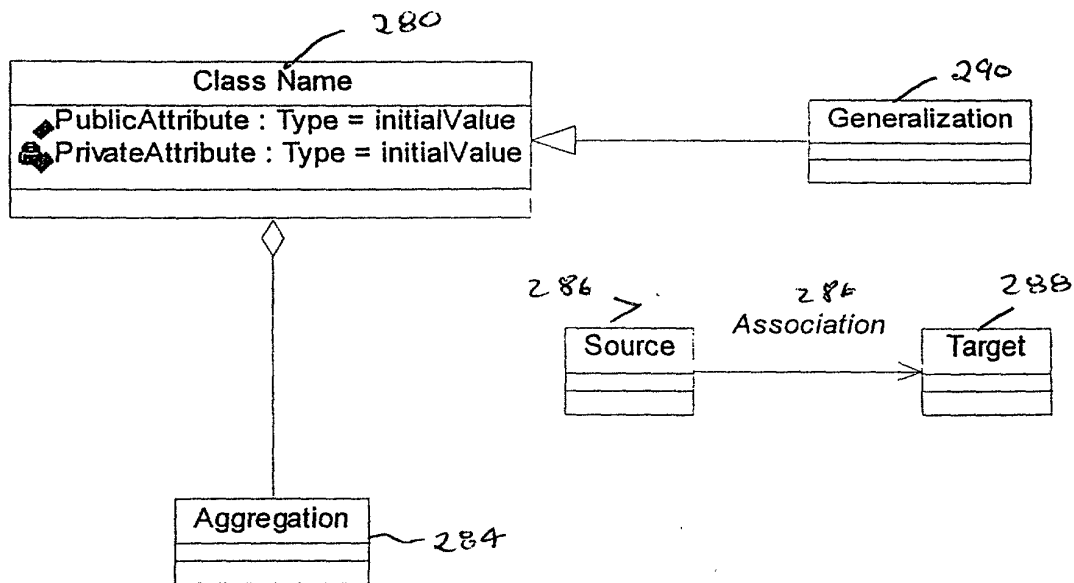 280
Class Name
PublicAttribute : Type = initialValue
PrivateAttribute : Type = initialValue
290
Generalization
286
Source
286
Association
288
Target
Aggregation
284